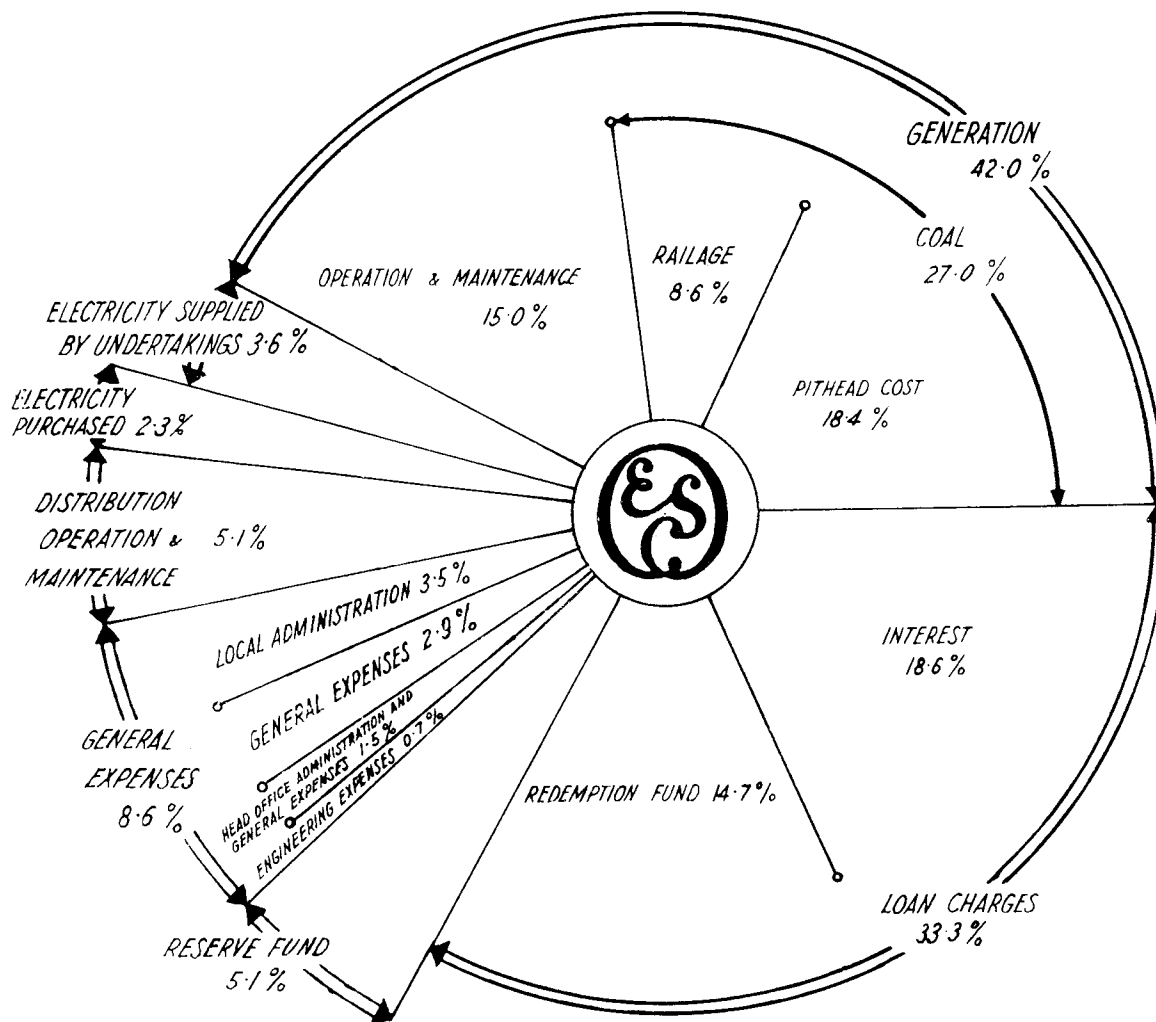 GENERATION
42·0 %
COAL
27·0 %
RAILAGE
8·6 %
OPERATION & MAINTENANCE
15·0 %
PITHEAD COST
18·4 %
ELECTRICITY SUPPLIED
BY UNDERTAKINGS 3·6 %
ELECTRICITY
PURCHASED 2·3 %
DISTRIBUTION
OPERATION & 5·1 %
MAINTENANCE
LOCAL ADMINISTRATION 3·5 %
GENERAL EXPENSES 2·9 %
HEAD OFFICE ADMINISTRATION AND
GENERAL EXPENSES 1·5 %
ENGINEERING EXPENSES 0·7 %
GENERAL
EXPENSES
8·6 %
RESERVE FUND
5·1 %
REDEMPTION FUND 14·7 %
INTEREST
18·6 %
LOAN CHARGES
33·3 %